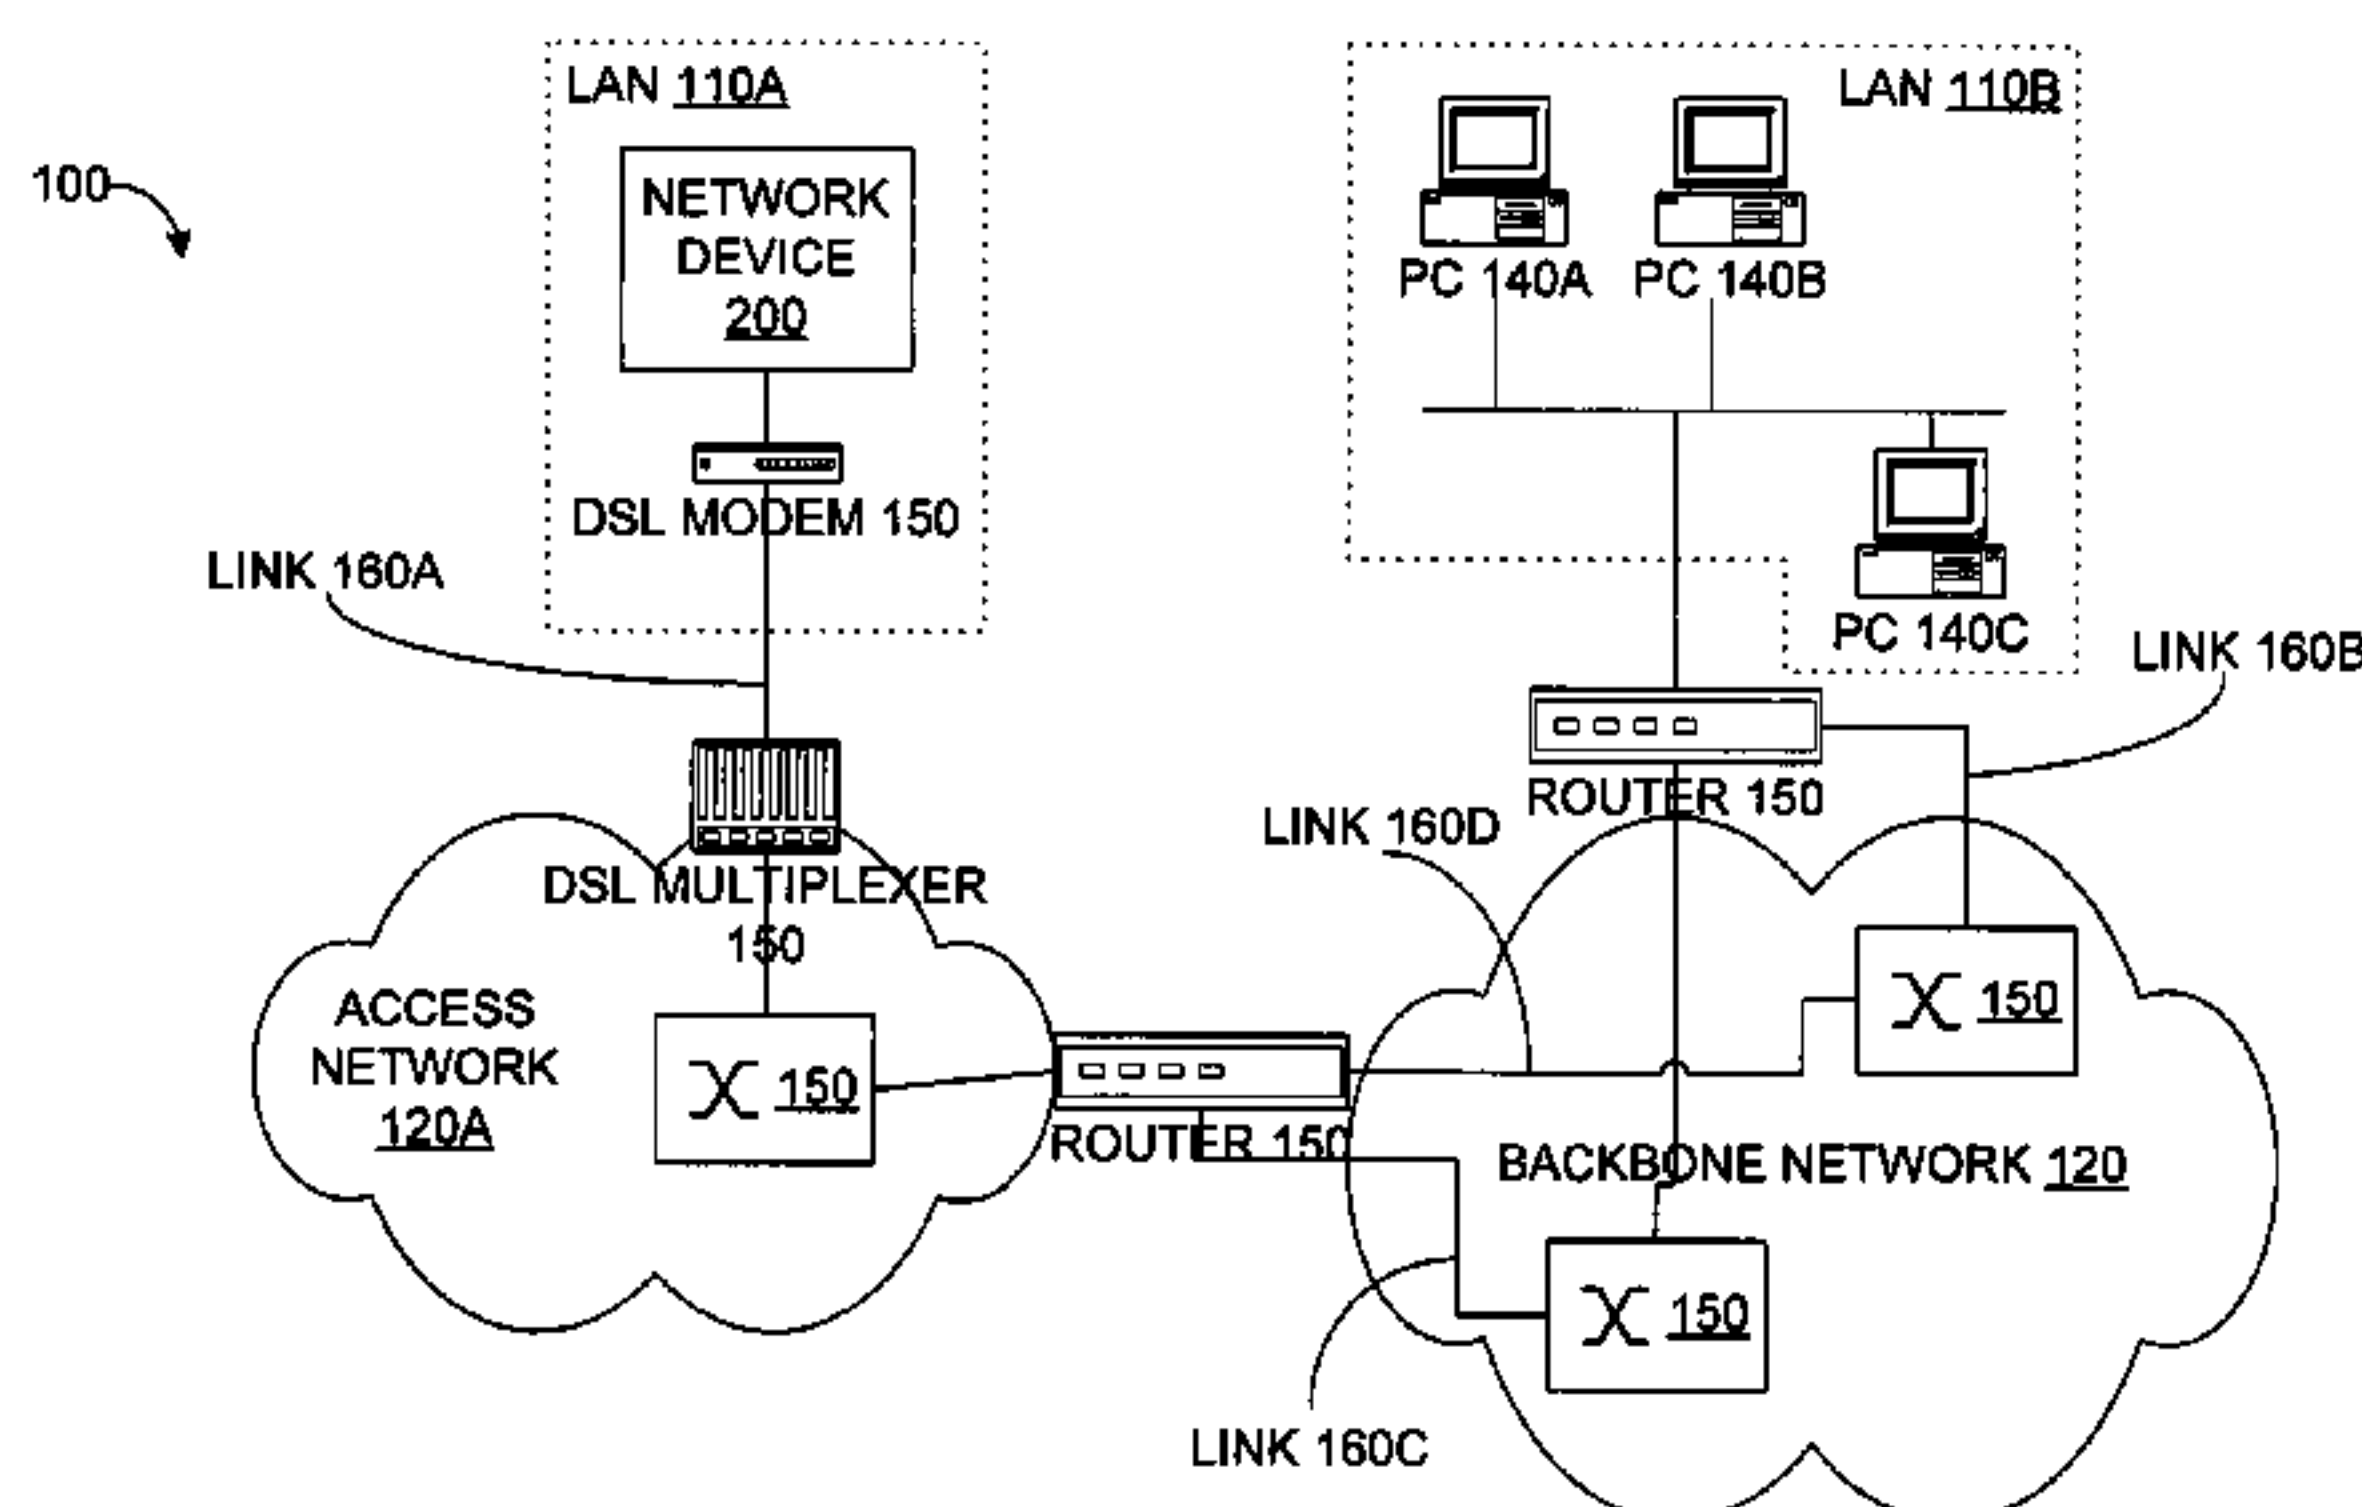 100
LAN 110A
NETWORK
DEVICE
200
DSL MODEM 150
LINK 160A
LAN 110B
PC 140A
PC 140B
PC 140C
LINK 160B
ROUTER 150
LINK 160D
DSL MULTIPLEXER
150
ACCESS
NETWORK
120A
150
ROUTER 150
150
BACKBONE NETWORK 120
150
LINK 160C